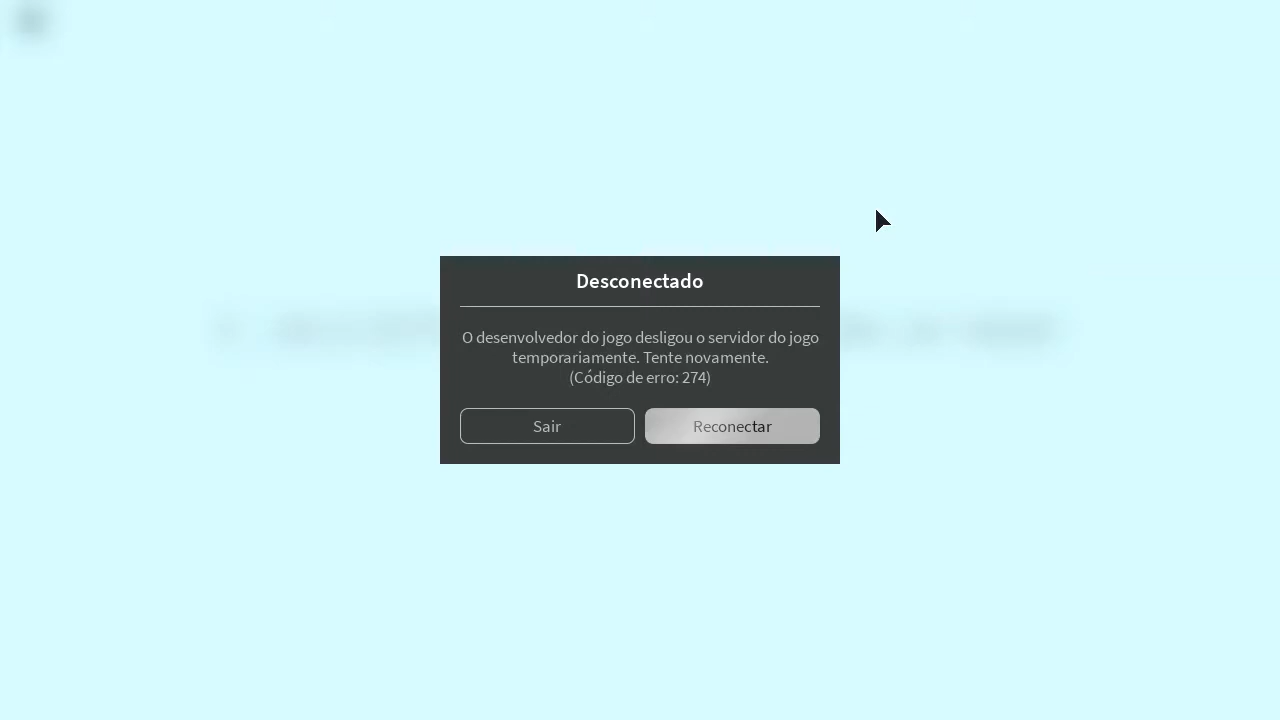 Desconectado
O desenvolvedor do jogo desligou o servidor do jogo
temporariamente. Tente novamente.
(Código de erro: 274)
Sair
Reconectar